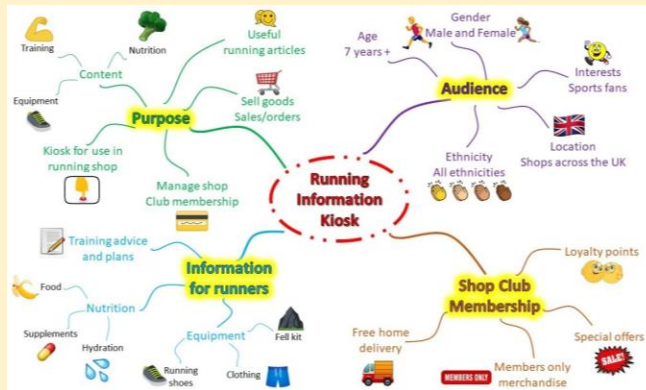 Training
Nutrition
Content
Equipment
Useful
running articles
Sell goods
Sales/orders
Purpose
Kiosk for use in
running shop
Manage shop
Club membership
Age
7 years +
Gender
Male and Female
Interests
Sports fans
Audience
Location
Shops across the UK
Ethnicity
All ethnicities
Running
Information
Kiosk
Training advice
and plans
Information
for runners
Food
Nutrition
Supplements
Hydration
Equipment
Fell kit
Running
shoes
Clothing
Shop Club
Membership
Loyalty points
Free home
delivery
MEMBERS ONLY
Members only
merchandise
Special offers
SALE!